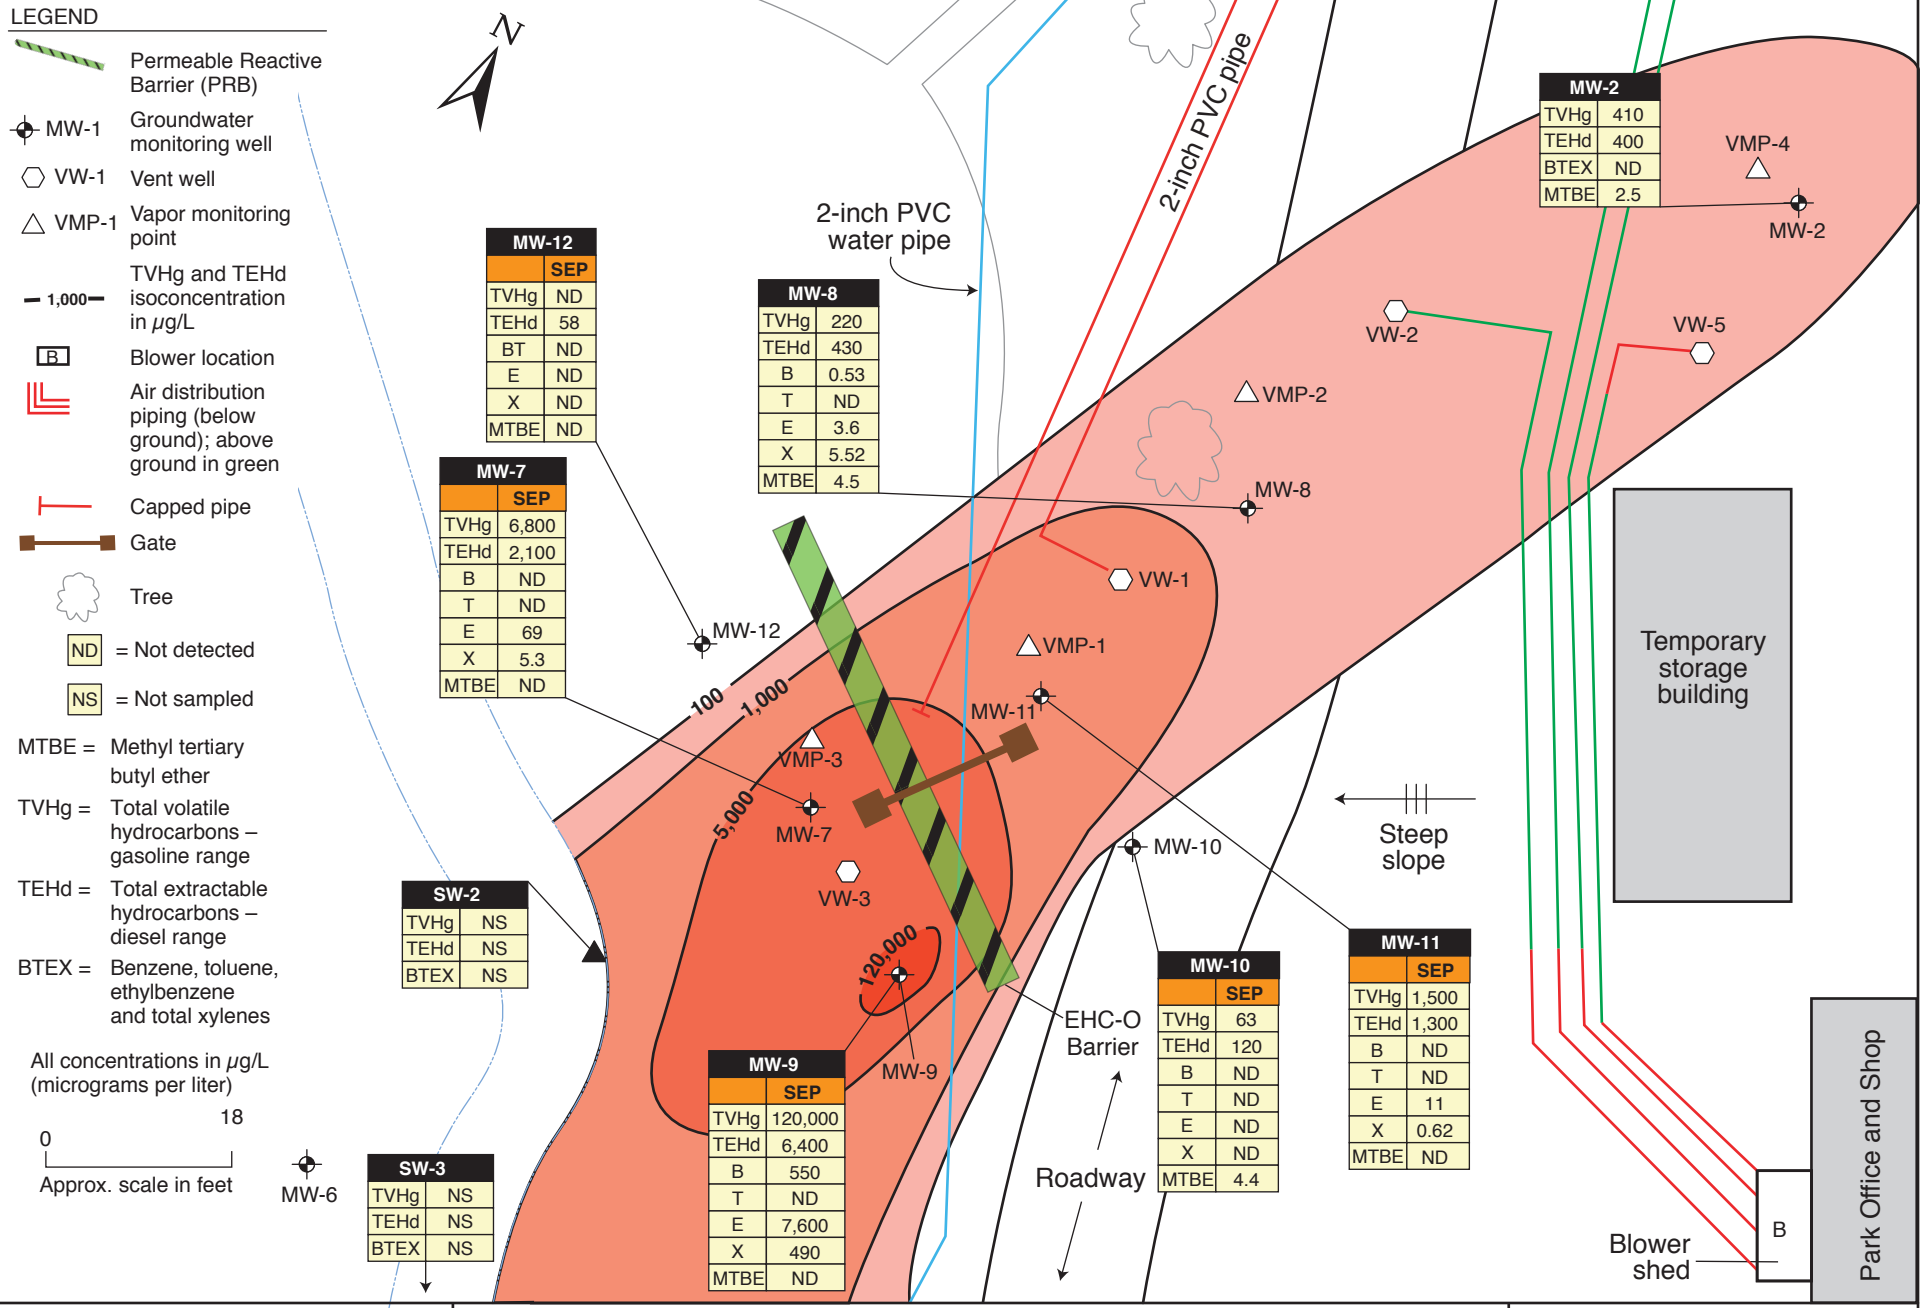 LEGEND
Permeable Reactive
Barrier (PRB)
MW-1
Groundwater
monitoring well
VW-1
Vent well
VMP-1
Vapor monitoring
point
1,000
TVHg and TEHd
isoconcentration
in µg/L
B
Blower location
Air distribution
piping (below
ground); above
ground in green
Capped pipe
Gate
Tree
ND
= Not detected
NS
= Not sampled
MTBE = Methyl tertiary
butyl ether
TVHg = Total volatile
hydrocarbons –
gasoline range
TEHd = Total extractable
hydrocarbons –
diesel range
BTEX = Benzene, toluene,
ethylbenzene
and total xylenes
All concentrations in µg/L
(micrograms per liter)
0 18
Approx. scale in feet
N
MW-12
SEP
TVHg ND
TEHd 58
BT ND
E ND
X ND
MTBE ND
MW-7
SEP
TVHg 6,800
TEHd 2,100
B ND
T ND
E 69
X 5.3
MTBE ND
MW-8
TVHg 220
TEHd 430
B 0.53
T ND
E 3.6
X 5.52
MTBE 4.5
MW-2
TVHg 410
TEHd 400
BTEX ND
MTBE 2.5
SW-2
TVHg NS
TEHd NS
BTEX NS
SW-3
TVHg NS
TEHd NS
BTEX NS
MW-9
SEP
TVHg 120,000
TEHd 6,400
B 550
T ND
E 7,600
X 490
MTBE ND
MW-10
SEP
TVHg 63
TEHd 120
B ND
T ND
E ND
X ND
MTBE 4.4
MW-11
SEP
TVHg 1,500
TEHd 1,300
B ND
T ND
E 11
X 0.62
MTBE ND
2-inch PVC
water pipe
2-inch PVC pipe
VMP-4
MW-2
VW-2
VW-5
VMP-2
MW-8
VW-1
MW-12
VMP-1
MW-11
100
1,000
5,000
120,000
VMP-3
MW-7
VW-3
MW-10
MW-9
MW-6
EHC-O
Barrier
Roadway
Steep
slope
Temporary
storage
building
Park Office and Shop
B
Blower
shed